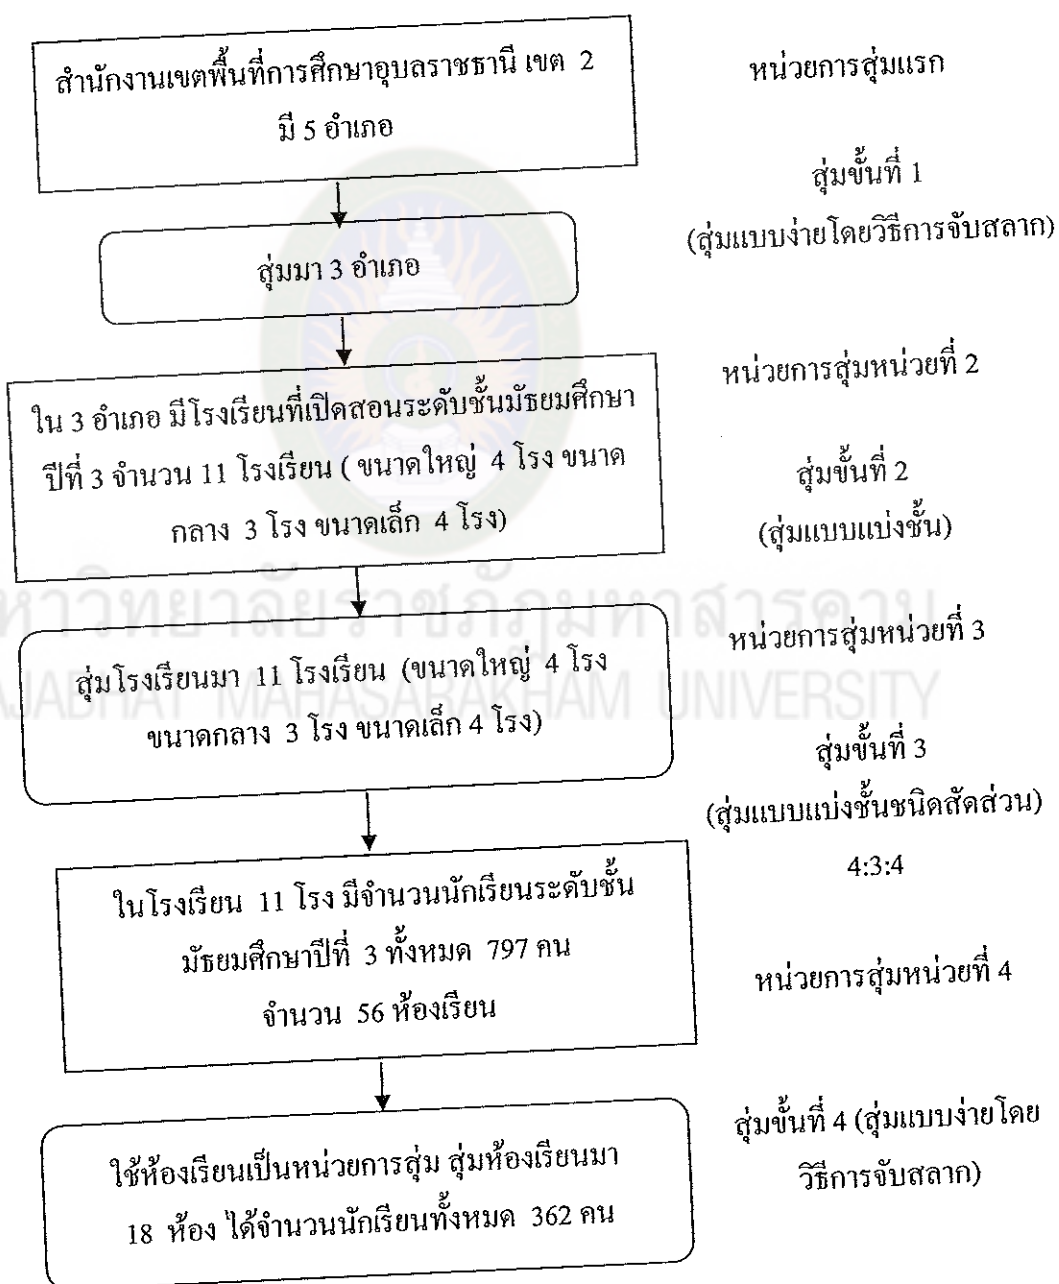 สำนักงานเขตพื้นที่การศึกษาอุบลราชธานี เขต 2
มี 5 อำเภอ
หน่วยการสุ่มแรก
สุ่มขั้นที่ 1
(สุ่มแบบง่ายโดยวิธีการจับสลาก)
สุ่มมา 3 อำเภอ
หน่วยการสุ่มหน่วยที่ 2
ใน 3 อำเภอ มีโรงเรียนที่เปิดสอนระดับชั้นมัธยมศึกษา
ปีที่ 3 จำนวน 11 โรงเรียน ( ขนาดใหญ่ 4 โรง ขนาด
กลาง 3 โรง ขนาดเล็ก 4 โรง)
สุ่มขั้นที่ 2
(สุ่มแบบแบ่งชั้น)
หาวิทยาลัยราชภัฏมหาสารคาม
AJABHAT MAHASARAKHAM UNIVERSITY
หน่วยการสุ่มหน่วยที่ 3
สุ่มโรงเรียนมา 11 โรงเรียน (ขนาดใหญ่ 4 โรง
ขนาดกลาง 3 โรง ขนาดเล็ก 4 โรง)
สุ่มขั้นที่ 3
(สุ่มแบบแบ่งชั้นชนิดสัดส่วน)
4:3:4
ในโรงเรียน 11 โรง มีจำนวนนักเรียนระดับชั้น
มัธยมศึกษาปีที่ 3 ทั้งหมด 797 คน
จำนวน 56 ห้องเรียน
หน่วยการสุ่มหน่วยที่ 4
สุ่มขั้นที่ 4 (สุ่มแบบง่ายโดย
วิธีการจับสลาก)
ใช้ห้องเรียนเป็นหน่วยการสุ่ม สุ่มห้องเรียนมา
18 ห้อง ได้จำนวนนักเรียนทั้งหมด 362 คน